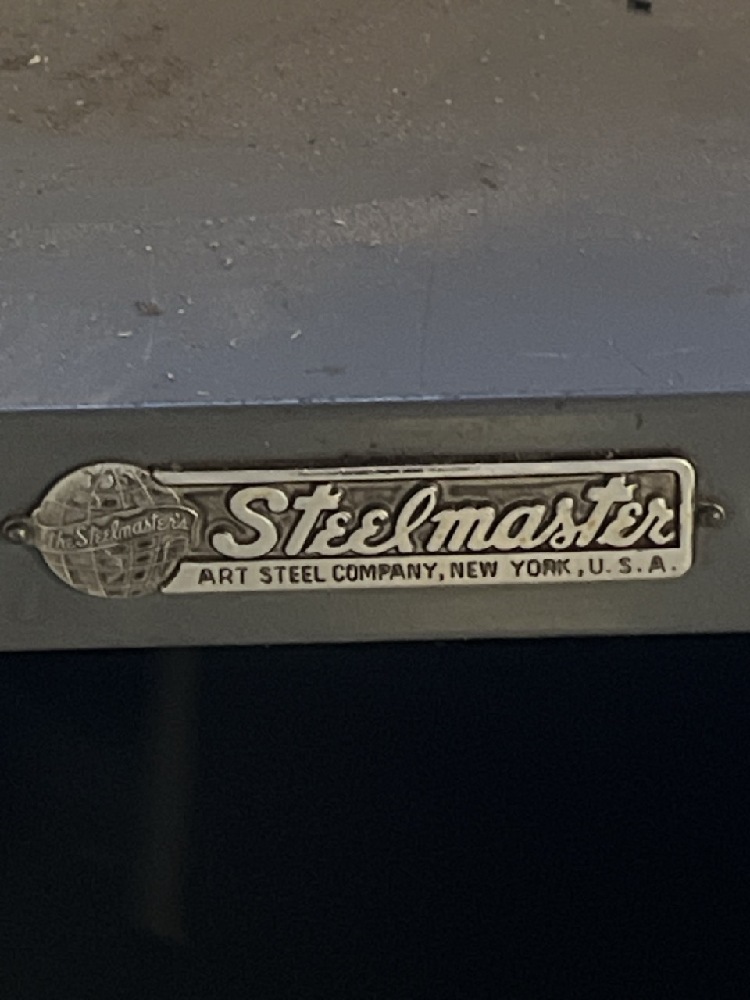 The Steelmaster's
Steelmaster
ART STEEL COMPANY, NEW YORK, U.S.A.